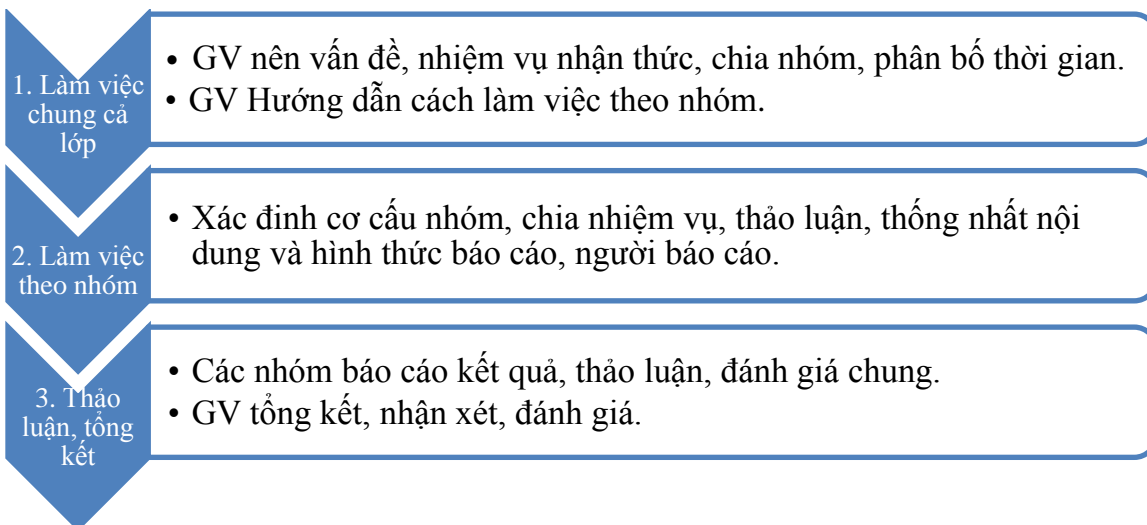 1. Làm việc
chung cả
lớp
• GV nên vấn đề, nhiệm vụ nhận thức, chia nhóm, phân bố thời gian.
• GV Hướng dẫn cách làm việc theo nhóm.
2. Làm việc
theo nhóm
• Xác đinh cơ cấu nhóm, chia nhiệm vụ, thảo luận, thống nhất nội
dung và hình thức báo cáo, người báo cáo.
3. Thảo
luận, tổng
kết
• Các nhóm báo cáo kết quả, thảo luận, đánh giá chung.
• GV tổng kết, nhận xét, đánh giá.